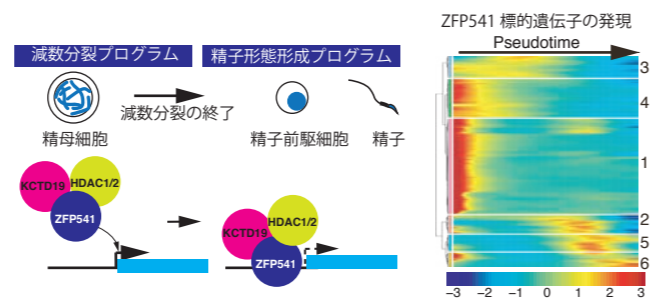 減数分裂プログラム
精子形態形成プログラム
減数分裂の終了
精母細胞
精子前駆細胞
精子
KCTD19
HDAC1/2
ZFP541
KCTD19
HDAC1/2
ZFP541
ZFP541 標的遺伝子の発現
Pseudotime
3
4
1
2
5
6
−3 −2 −1 0 1 2 3